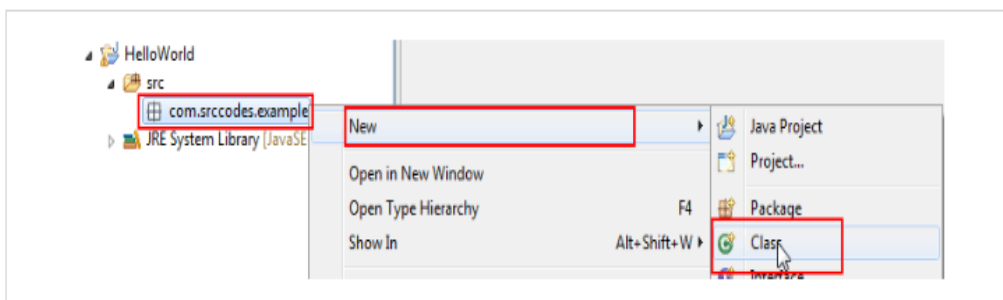 HelloWorld
src
com.srccodes.example
JRE System Library [JavaSE
New
Open in New Window
Open Type Hierarchy F4
Show In Alt+Shift+W
Java Project
Project...
Package
Class
Interface